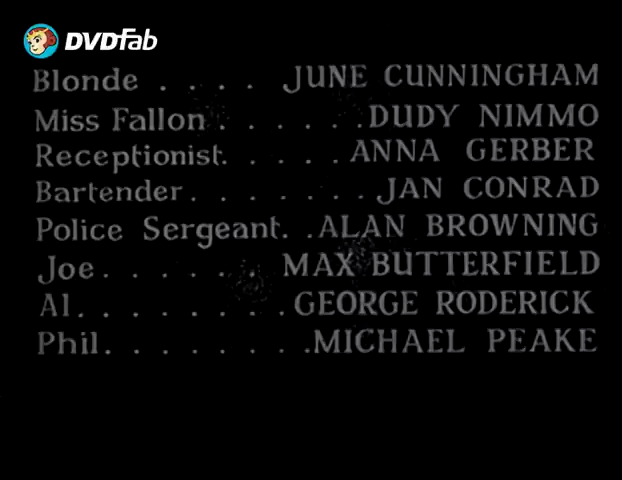 DVDFab
Blonde . . . . JUNE CUNNINGHAM
Miss Fallon . . . . . . DUDY NIMMO
Receptionist. . . . . ANNA GERBER
Bartender. . . . . . . JAN CONRAD
Police Sergeant. . ALAN BROWNING
Joe. . . . . . MAX BUTTERFIELD
Al. . . . . . . . GEORGE RODERICK
Phil. . . . . . . . MICHAEL PEAKE